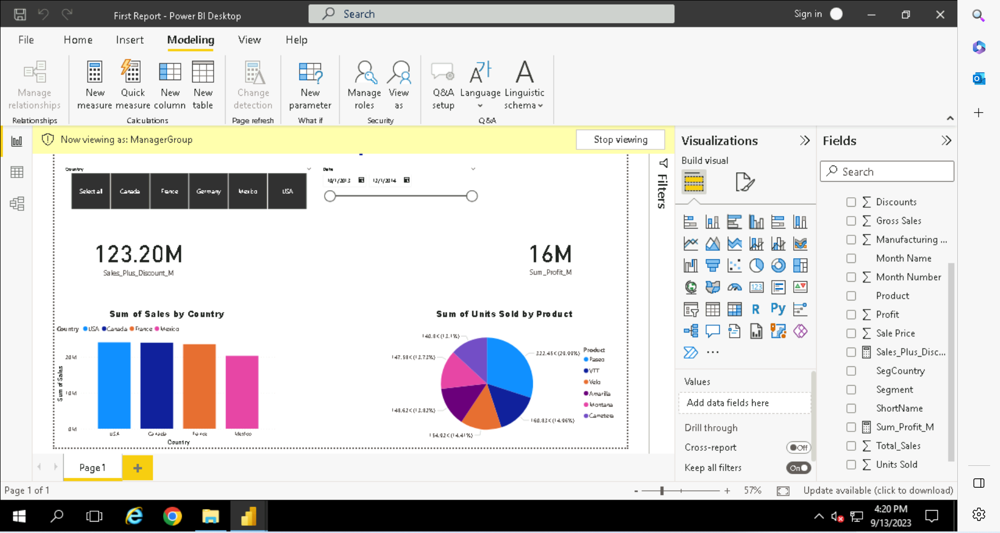 First Report - Power BI Desktop
Search
Sign in
File Home Insert Modeling View Help
Manage relationships
New measure
Quick measure
New column
New table
Change detection
New parameter
Manage roles
View as
Q&A setup
Language
Linguistic schema
Relationships
Calculations
Page refresh
What if
Security
Q&A
Now viewing as: ManagerGroup
Stop viewing
Country
Select all Canada France Germany Mexico USA
Date
10/1/2013 12/1/2014
123.20M
Sales_Plus_Discount_M
16M
Sum_Profit_M
Sum of Sales by Country
Country USA Canada France Mexico
Sum of Sales
20M
10M
0M
USA Canada France Mexico
Country
Sum of Units Sold by Product
140.8K (13.1%)
147.58K (13.73%)
148.62K (13.82%)
154.92K (14.41%)
160.83K (14.96%)
322.45K (29.99%)
Product
Paseo
VTT
Velo
Amarilla
Montana
Carretera
Filters
Visualizations
Build visual
123
R
Py
Values
Add data fields here
Drill through
Cross-report
Off
Keep all filters
On
Fields
Search
Discounts
Gross Sales
Manufacturing ...
Month Name
Month Number
Product
Profit
Sale Price
Sales_Plus_Disc...
SegCountry
Segment
ShortName
Sum_Profit_M
Total_Sales
Units Sold
Page 1
Page 1 of 1
- + 57%
Update available (click to download)
4:20 PM
9/13/2023